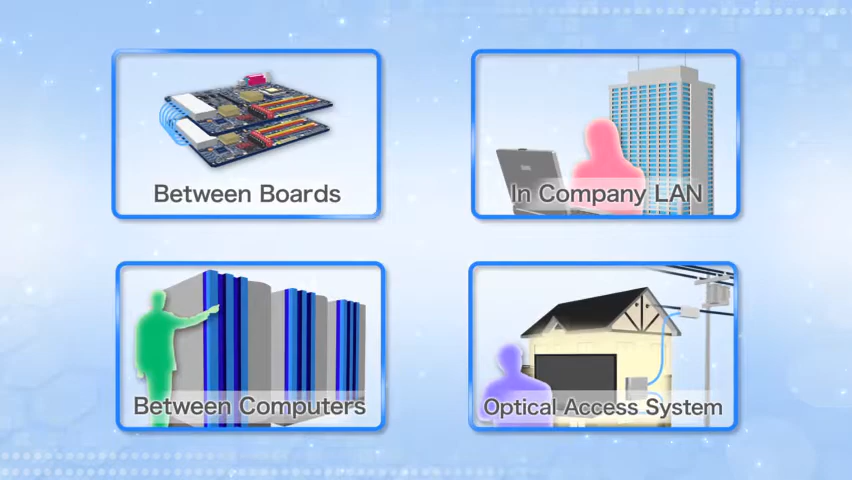 Between Boards
In Company LAN
Between Computers
Optical Access System